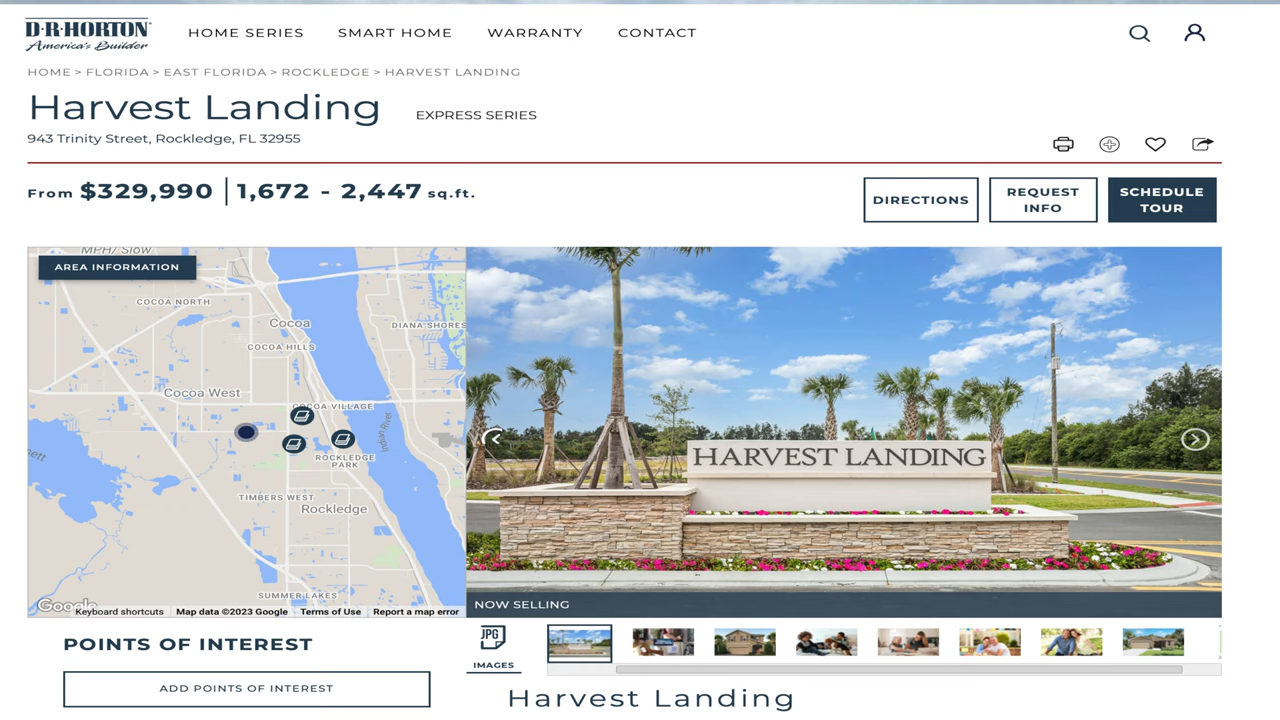 D·R·HORTON
America's Builder
HOME SERIES SMART HOME WARRANTY CONTACT
HOME > FLORIDA > EAST FLORIDA > ROCKLEDGE > HARVEST LANDING
Harvest Landing EXPRESS SERIES
943 Trinity Street, Rockledge, FL 32955
From $329,990 | 1,672 - 2,447 sq.ft.
DIRECTIONS
REQUEST
INFO
SCHEDULE
TOUR
MPH/ Slow
AREA INFORMATION
COCOA NORTH
Cocoa
DIANA SHORES
COCOA HILLS
Cocoa West
COCOA VILLAGE
Indian River
ROCKLEDGE
PARK
TIMBERS WEST
Rockledge
SUMMER LAKES
Google
Keyboard shortcuts Map data ©2023 Google Terms of Use Report a map error
HARVEST LANDING
NOW SELLING
POINTS OF INTEREST
ADD POINTS OF INTEREST
JPG
IMAGES
Harvest Landing